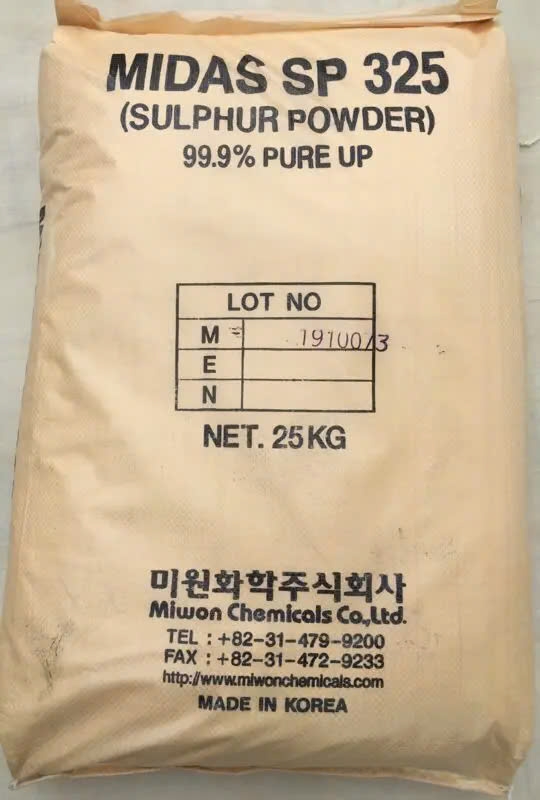 MIDAS SP 325
(SULPHUR POWDER)
99.9% PURE UP
LOT NO
M 1910073
E
N
NET. 25KG
미원화학주식회사
Miwon Chemicals Co.,Ltd.
TEL : +82-31-479-9200
FAX : +82-31-472-9233
http://www.miwonchemicals.com
MADE IN KOREA